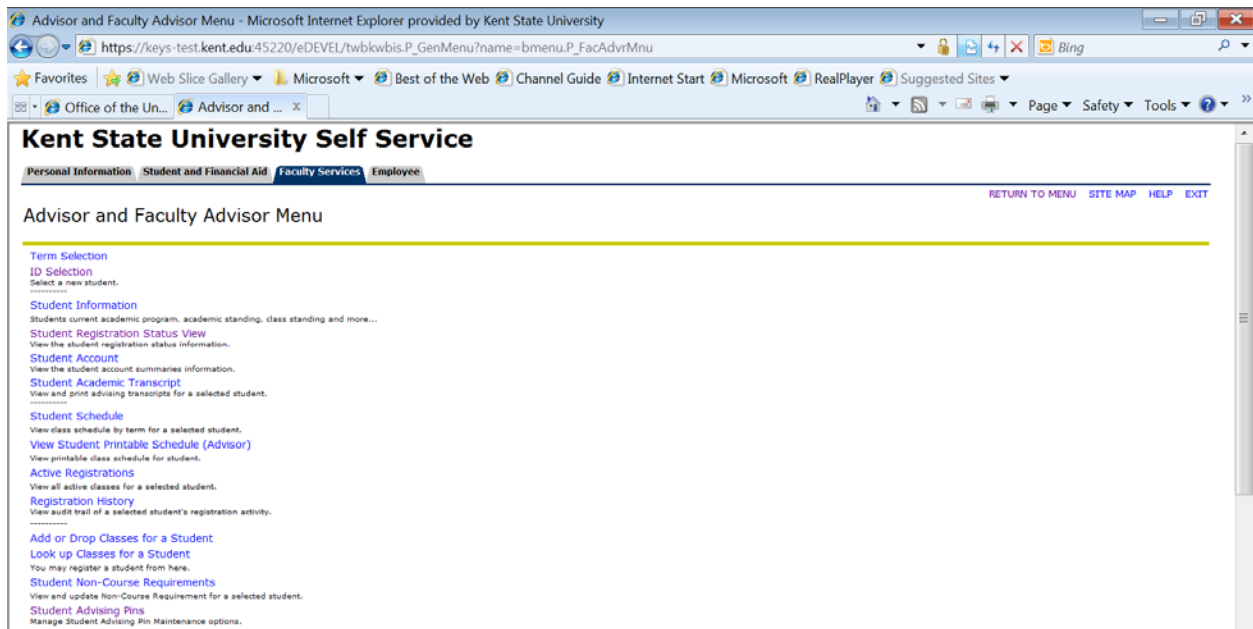 Advisor and Faculty Advisor Menu - Microsoft Internet Explorer provided by Kent State University
https://keys-test.kent.edu:45220/eDEVEL/twbkwbis.P_GenMenu?name=bmenu.P_FacAdvrMnu Bing
Favorites Web Slice Gallery Microsoft Best of the Web Channel Guide Internet Start Microsoft RealPlayer Suggested Sites
Office of the Un... Advisor and ... x Page Safety Tools
Kent State University Self Service
Personal Information Student and Financial Aid Faculty Services Employee
RETURN TO MENU SITE MAP HELP EXIT
Advisor and Faculty Advisor Menu
Term Selection
ID Selection
Select a new student.
----------
Student Information
Students current academic program, academic standing, class standing and more...
Student Registration Status View
View the student registration status information.
Student Account
View the student account summaries information.
Student Academic Transcript
View and print advising transcripts for a selected student.
----------
Student Schedule
View class schedule by term for a selected student.
View Student Printable Schedule (Advisor)
View printable class schedule for student.
Active Registrations
View all active classes for a selected student.
Registration History
View audit trail of a selected student's registration activity.
----------
Add or Drop Classes for a Student
Look up Classes for a Student
You may register a student from here.
Student Non-Course Requirements
View and update Non-Course Requirement for a selected student.
Student Advising Pins
Manage Student Advising Pin Maintenance options.